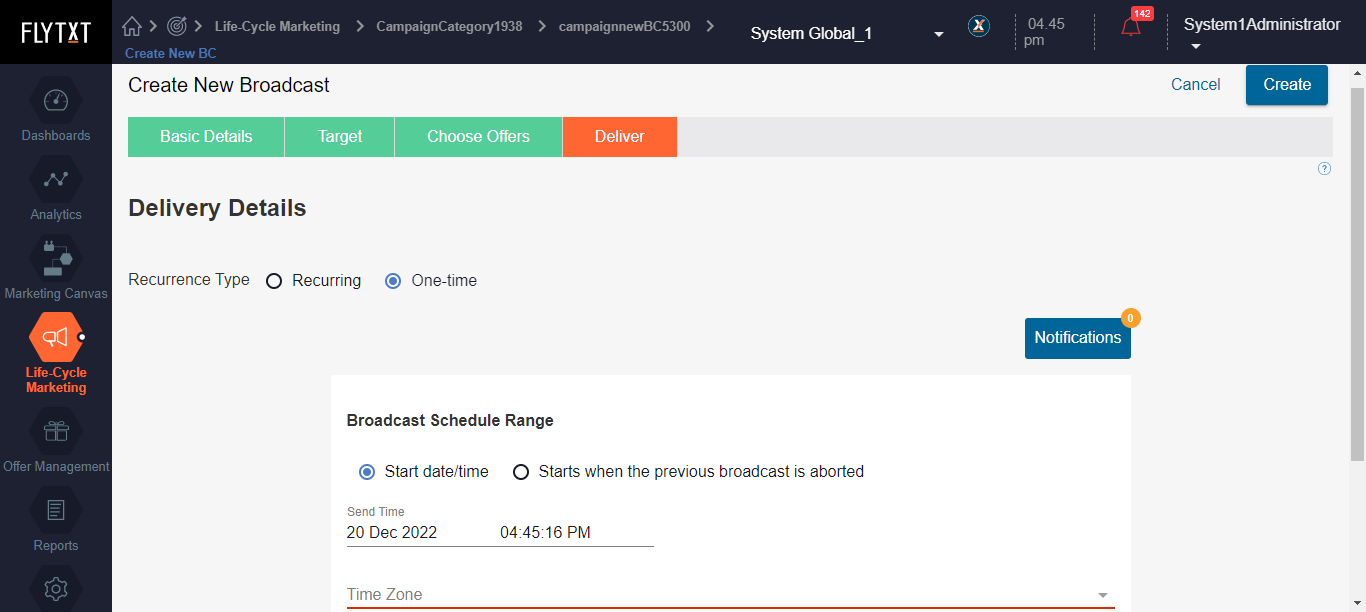 FLYTXT
Life-Cycle Marketing
CampaignCategory1938
campaignnewBC5300
Create New BC
System Global_1
X
04.45
pm
142
System1Administrator
Dashboards
Analytics
Marketing Canvas
Life-Cycle
Marketing
Offer Management
Reports
Create New Broadcast
Cancel
Create
Basic Details
Target
Choose Offers
Deliver
?
Delivery Details
Recurrence Type
Recurring
One-time
Notifications
0
Broadcast Schedule Range
Start date/time
Starts when the previous broadcast is aborted
Send Time
20 Dec 2022
04:45:16 PM
Time Zone